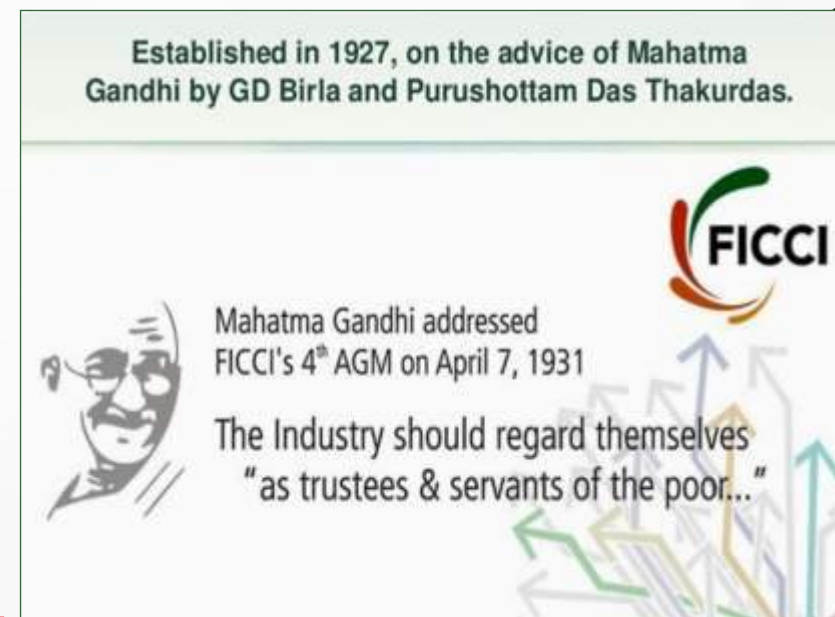 Established in 1927, on the advice of Mahatma
Gandhi by GD Birla and Purushottam Das Thakurdas.
FICCI
Mahatma Gandhi addressed
FICCI's 4th AGM on April 7, 1931
The Industry should regard themselves
"as trustees & servants of the poor..."